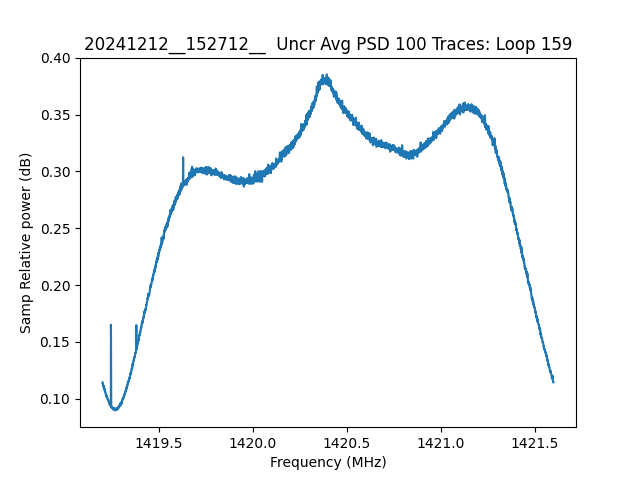 20241212__152712__ Uncr Avg PSD 100 Traces: Loop 159
Samp Relative power (dB)
0.40
0.35
0.30
0.25
0.20
0.15
0.10
1419.5 1420.0 1420.5 1421.0 1421.5
Frequency (MHz)